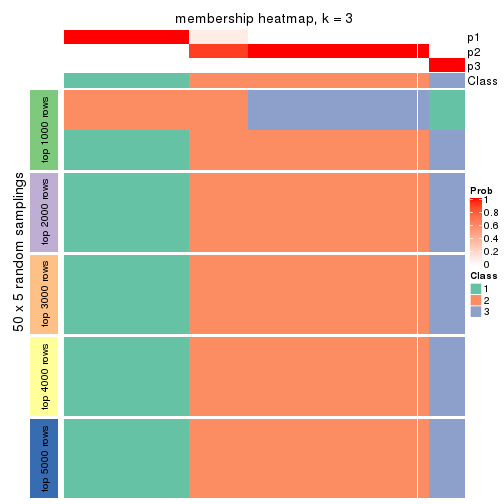 membership heatmap, k = 3
p1
p2
p3
Class
50 x 5 random samplings
top 1000 rows
top 2000 rows
top 3000 rows
top 4000 rows
top 5000 rows
Prob
1
0.8
0.6
0.4
0.2
0
Class
1
2
3